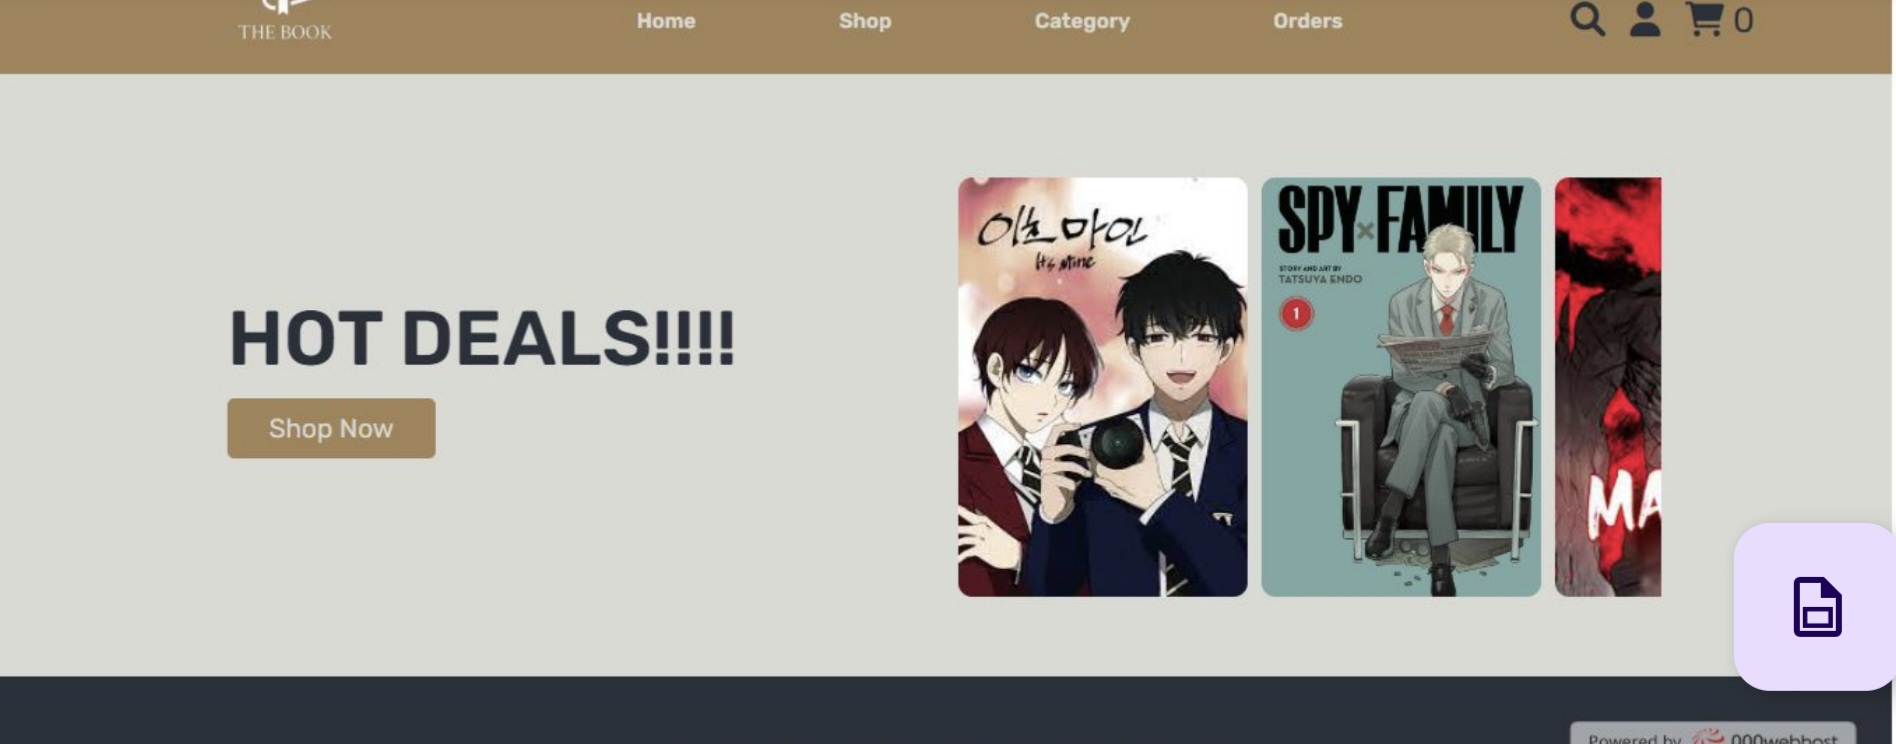 THE BOOK
Home
Shop
Category
Orders
0
HOT DEALS!!!!
Shop Now
이츠 마인
It's Mine
SPY×FAMILY
STORY AND ART BY
TATSUYA ENDO
1
MA
Powered by 000webhost